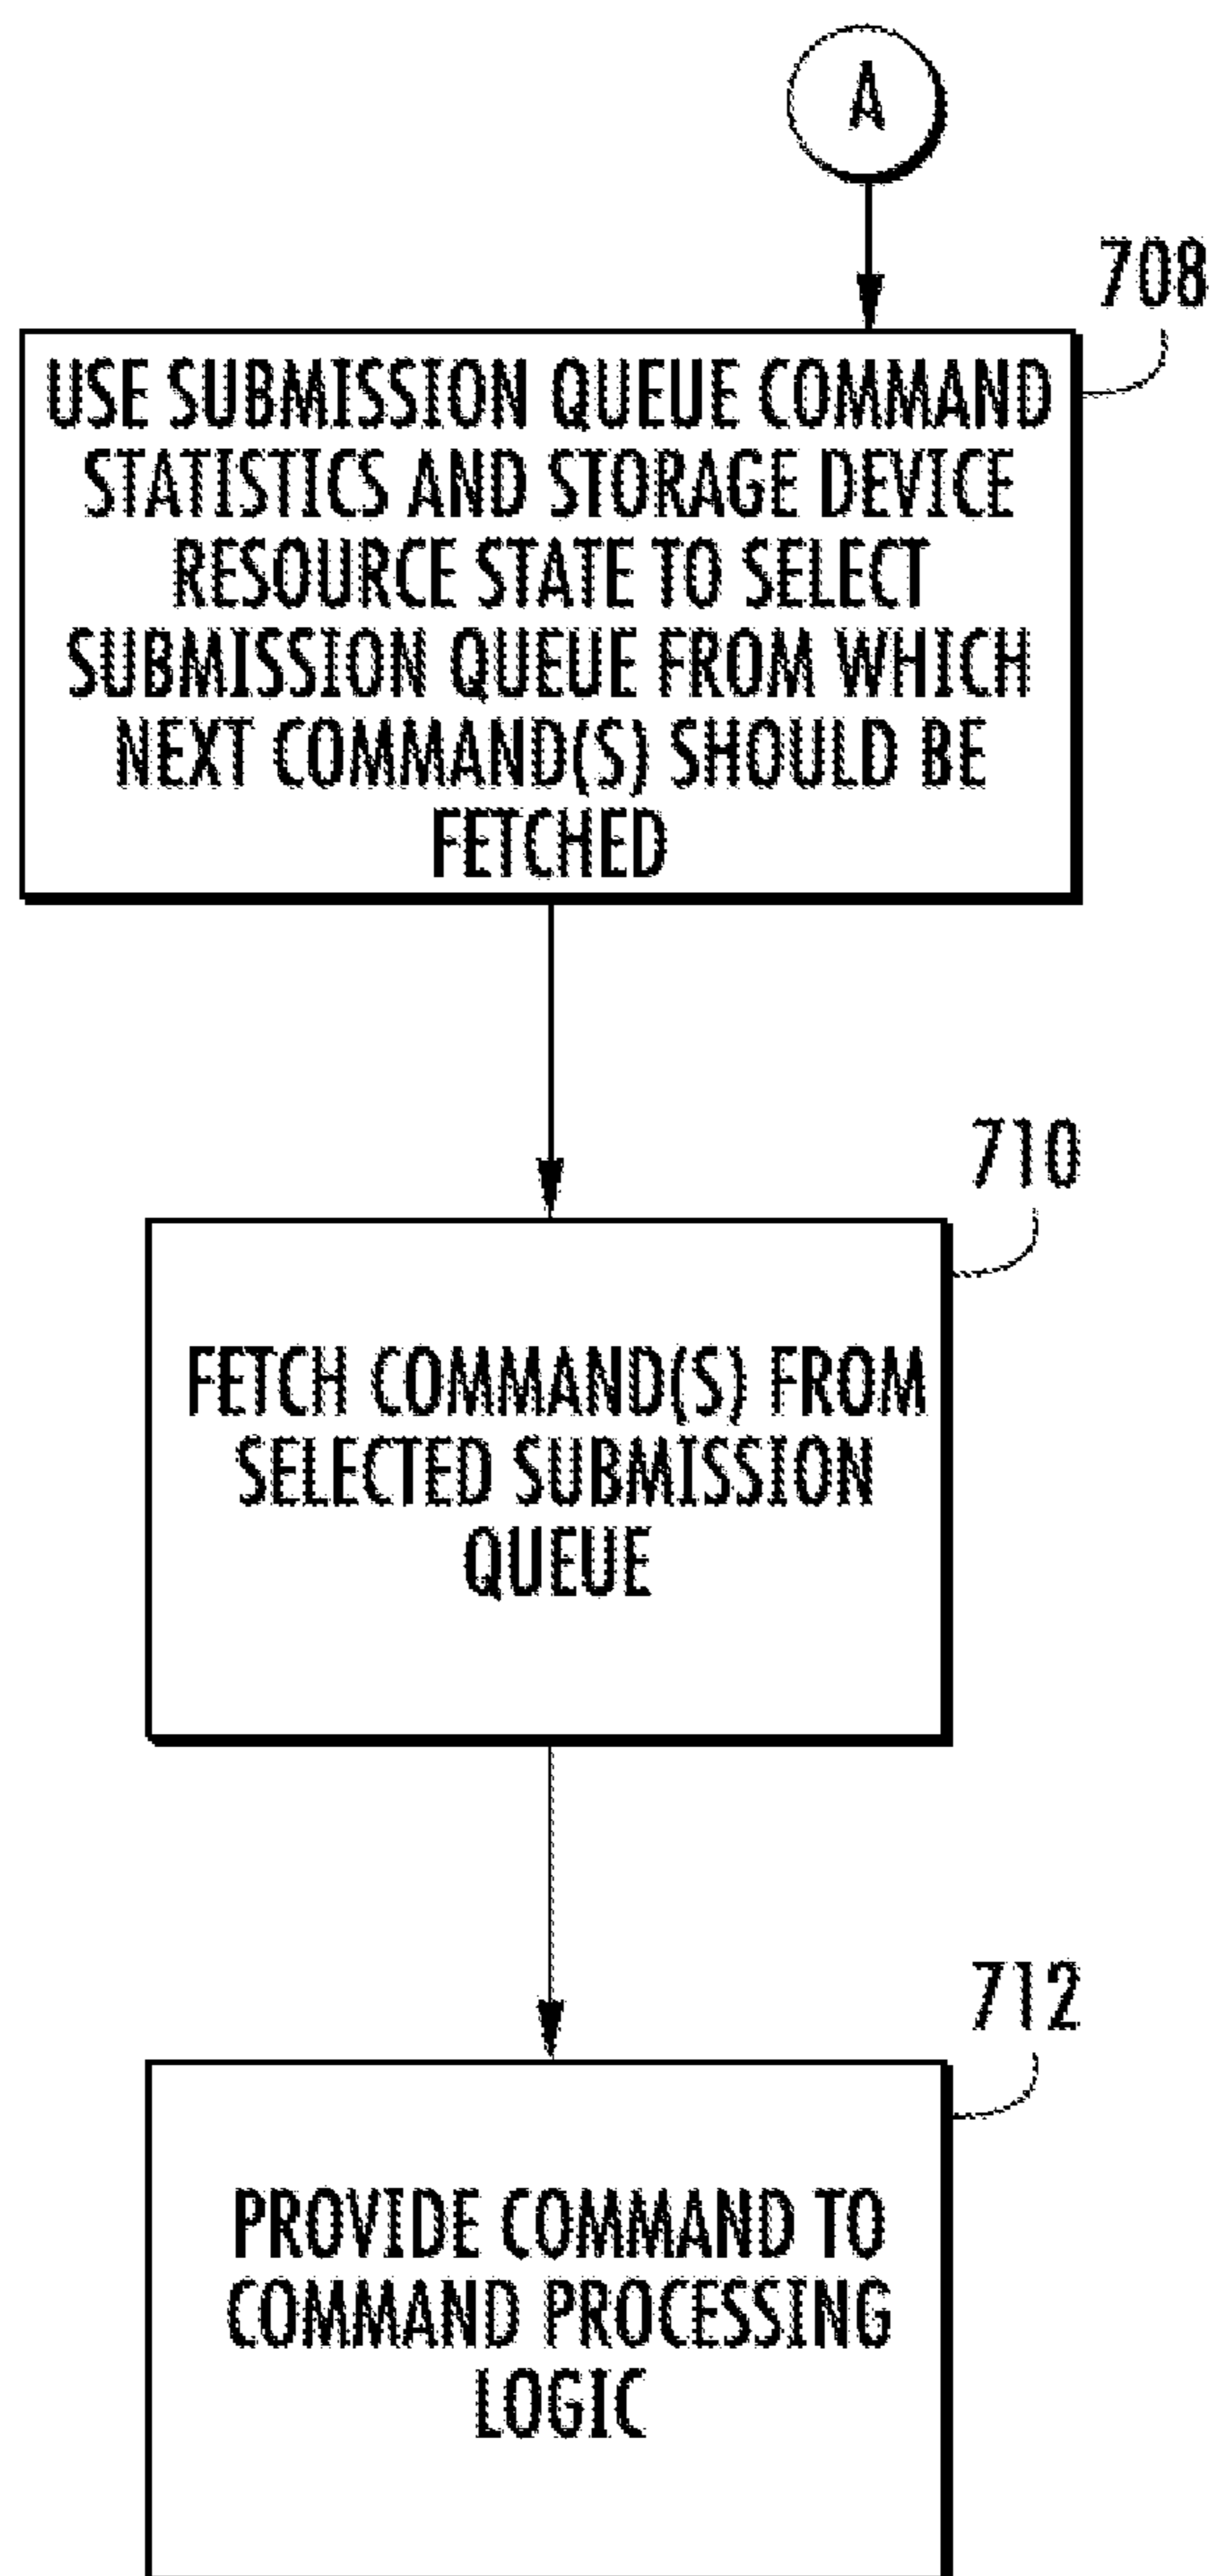 A
708
USE SUBMISSION QUEUE COMMAND
STATISTICS AND STORAGE DEVICE
RESOURCE STATE TO SELECT
SUBMISSION QUEUE FROM WHICH
NEXT COMMAND(S) SHOULD BE
FETCHED
710
FETCH COMMAND(S) FROM
SELECTED SUBMISSION
QUEUE
712
PROVIDE COMMAND TO
COMMAND PROCESSING
LOGIC